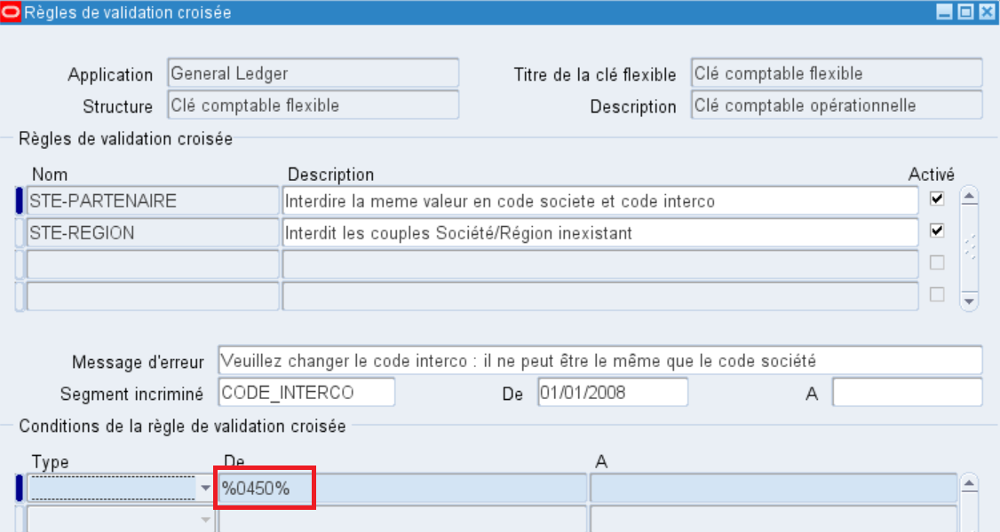 Règles de validation croisée
Application General Ledger Titre de la clé flexible Clé comptable flexible
Structure Clé comptable flexible Description Clé comptable opérationnelle
Règles de validation croisée
Nom Description Activé
STE-PARTENAIRE Interdire la meme valeur en code societe et code interco
STE-REGION Interdit les couples Société/Région inexistant
Message d'erreur Veuillez changer le code interco : il ne peut être le même que le code société
Segment incriminé CODE_INTERCO De 01/01/2008 A
Conditions de la règle de validation croisée
Type De A
%0450%